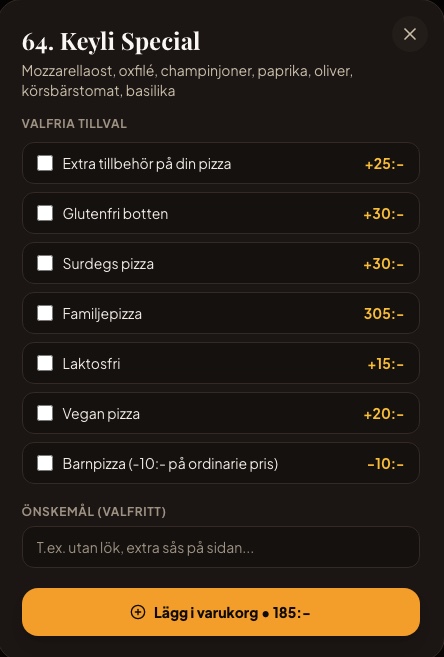 64. Keyli Special
Mozzarellaost, oxfilé, champinjoner, paprika, oliver,
körsbärstomat, basilika
VALFRIA TILLVAL
Extra tillbehör på din pizza +25:-
Glutenfri botten +30:-
Surdegs pizza +30:-
Familjepizza 305:-
Laktosfri +15:-
Vegan pizza +20:-
Barnpizza (-10:- på ordinarie pris) -10:-
ÖNSKEMÅL (VALFRITT)
T.ex. utan lök, extra sås på sidan...
Lägg i varukorg • 185:-